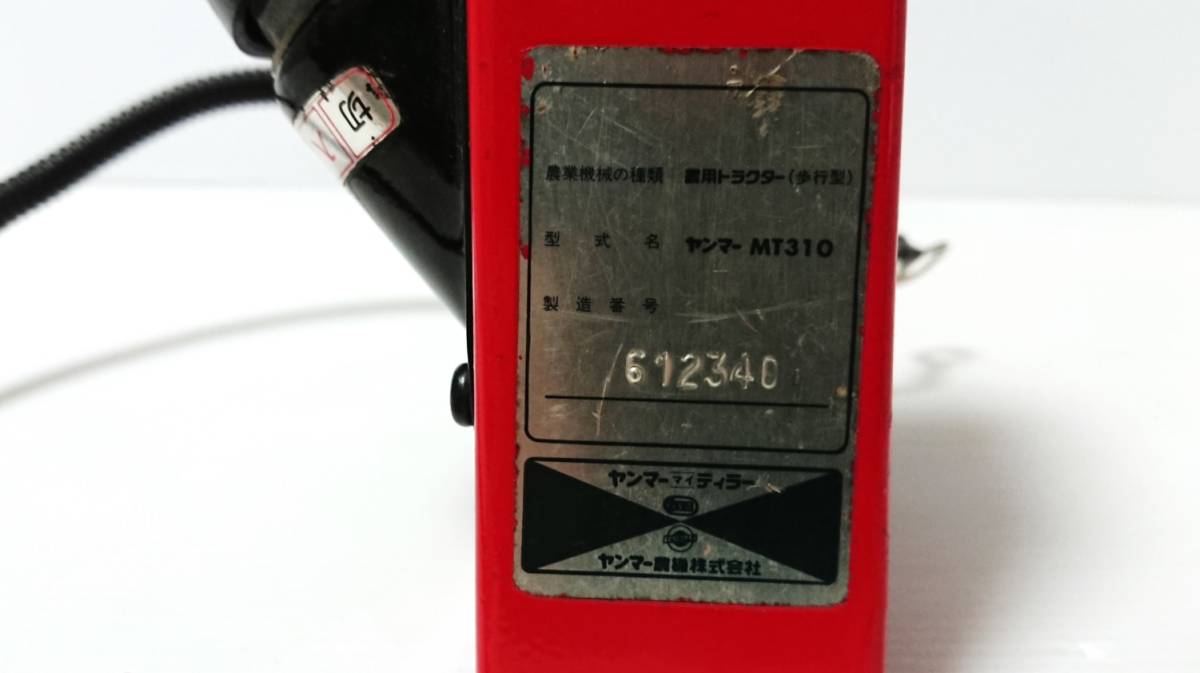 切
農業機械の種類 農用トラクター(歩行型)
型式名 ヤンマー MT310
製造番号
612340
ヤンマーマイティラー
ヤンマー農機株式会社